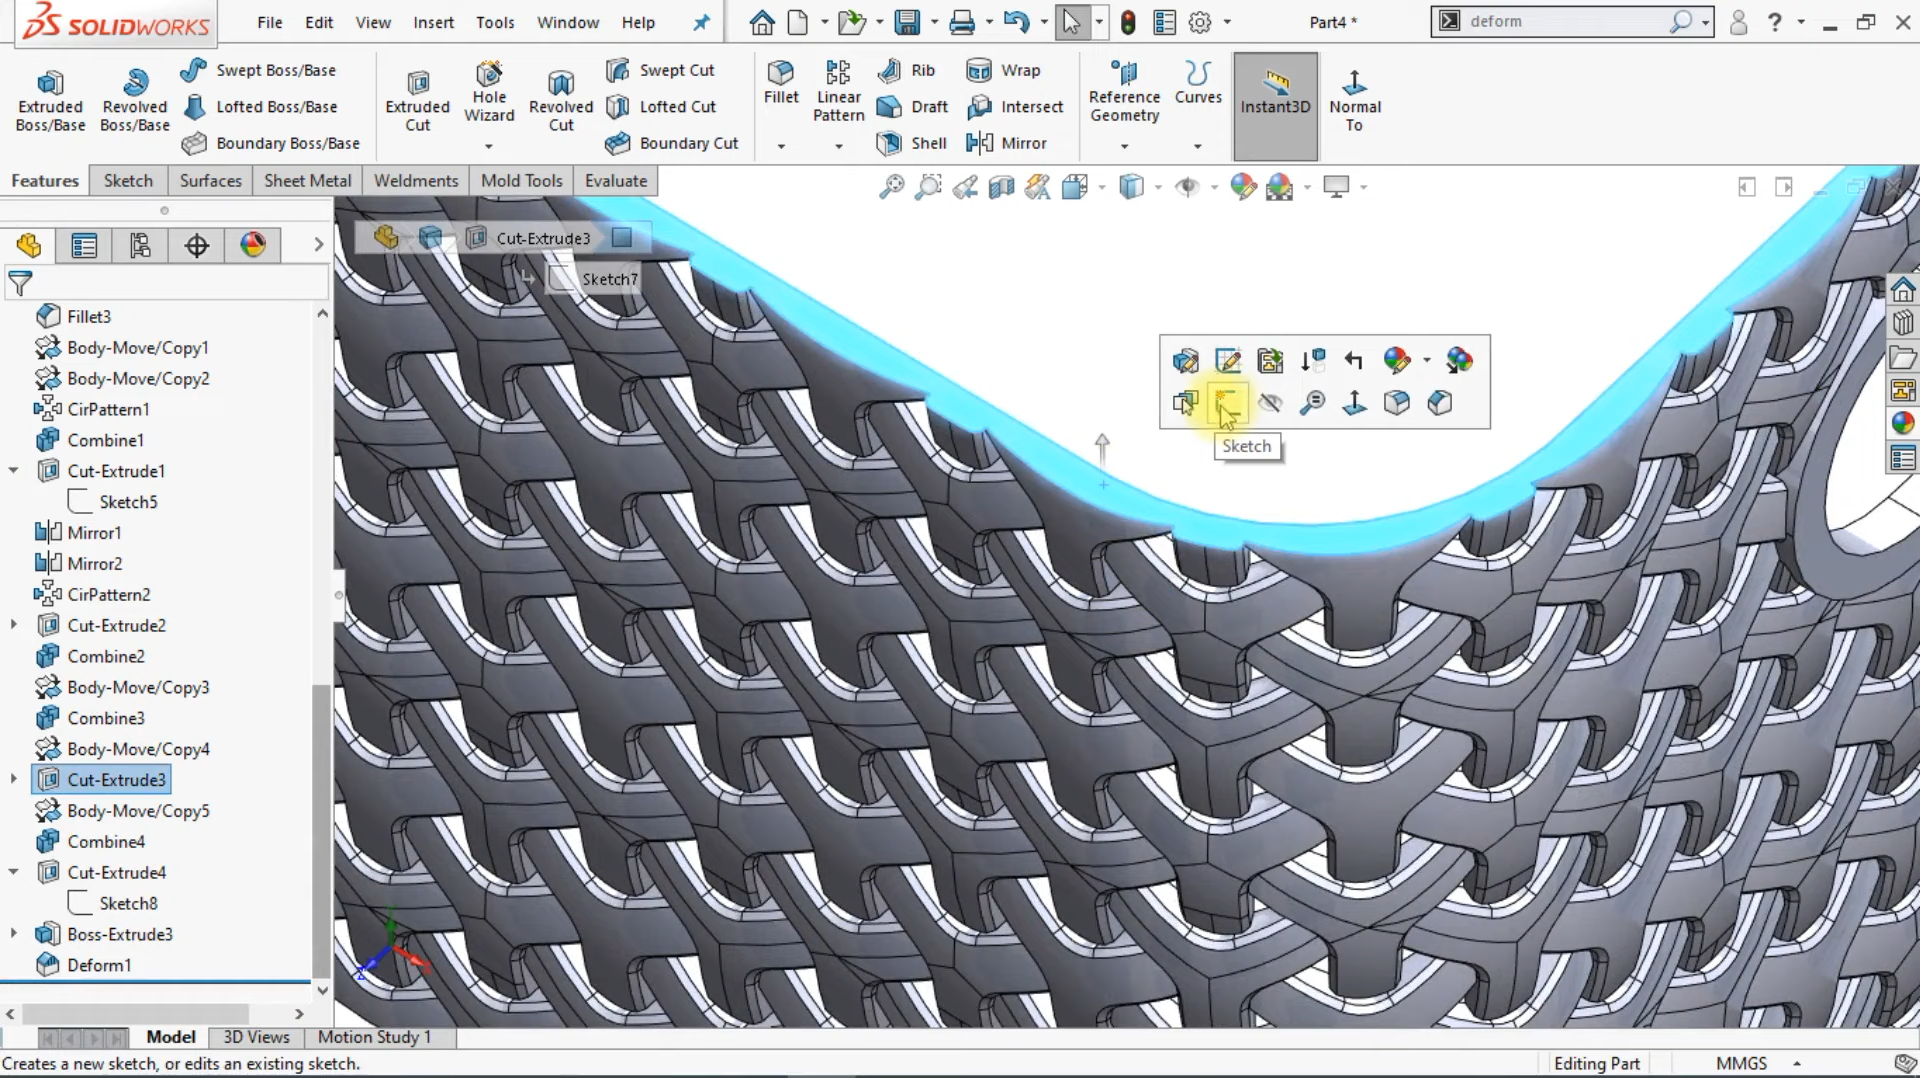 SOLIDWORKS
File Edit View Insert Tools Window Help
Part4 *
deform
?
Extruded Boss/Base
Revolved Boss/Base
Swept Boss/Base
Lofted Boss/Base
Boundary Boss/Base
Extruded Cut
Hole Wizard
Revolved Cut
Swept Cut
Lofted Cut
Boundary Cut
Fillet
Linear Pattern
Rib
Draft
Shell
Wrap
Intersect
Mirror
Reference Geometry
Curves
Instant3D
Normal To
Features Sketch Surfaces Sheet Metal Weldments Mold Tools Evaluate
Cut-Extrude3
Sketch7
Sketch
Fillet3
Body-Move/Copy1
Body-Move/Copy2
CirPattern1
Combine1
Cut-Extrude1
Sketch5
Mirror1
Mirror2
CirPattern2
Cut-Extrude2
Combine2
Body-Move/Copy3
Combine3
Body-Move/Copy4
Cut-Extrude3
Body-Move/Copy5
Combine4
Cut-Extrude4
Sketch8
Boss-Extrude3
Deform1
Model 3D Views Motion Study 1
Creates a new sketch, or edits an existing sketch.
Editing Part MMGS